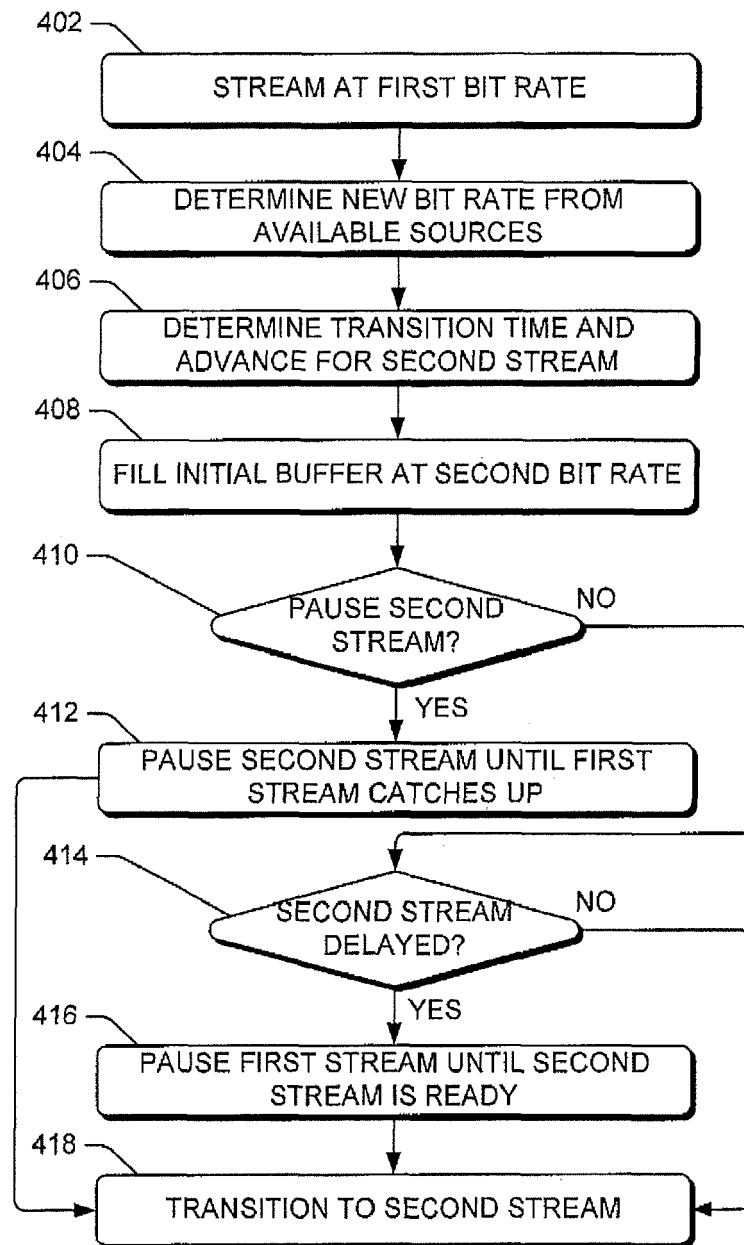 402
STREAM AT FIRST BIT RATE
404
DETERMINE NEW BIT RATE FROM
AVAILABLE SOURCES
406
DETERMINE TRANSITION TIME AND
ADVANCE FOR SECOND STREAM
408
FILL INITIAL BUFFER AT SECOND BIT RATE
410
PAUSE SECOND
STREAM?
NO
YES
412
PAUSE SECOND STREAM UNTIL FIRST
STREAM CATCHES UP
414
SECOND STREAM
DELAYED?
NO
YES
416
PAUSE FIRST STREAM UNTIL SECOND
STREAM IS READY
418
TRANSITION TO SECOND STREAM